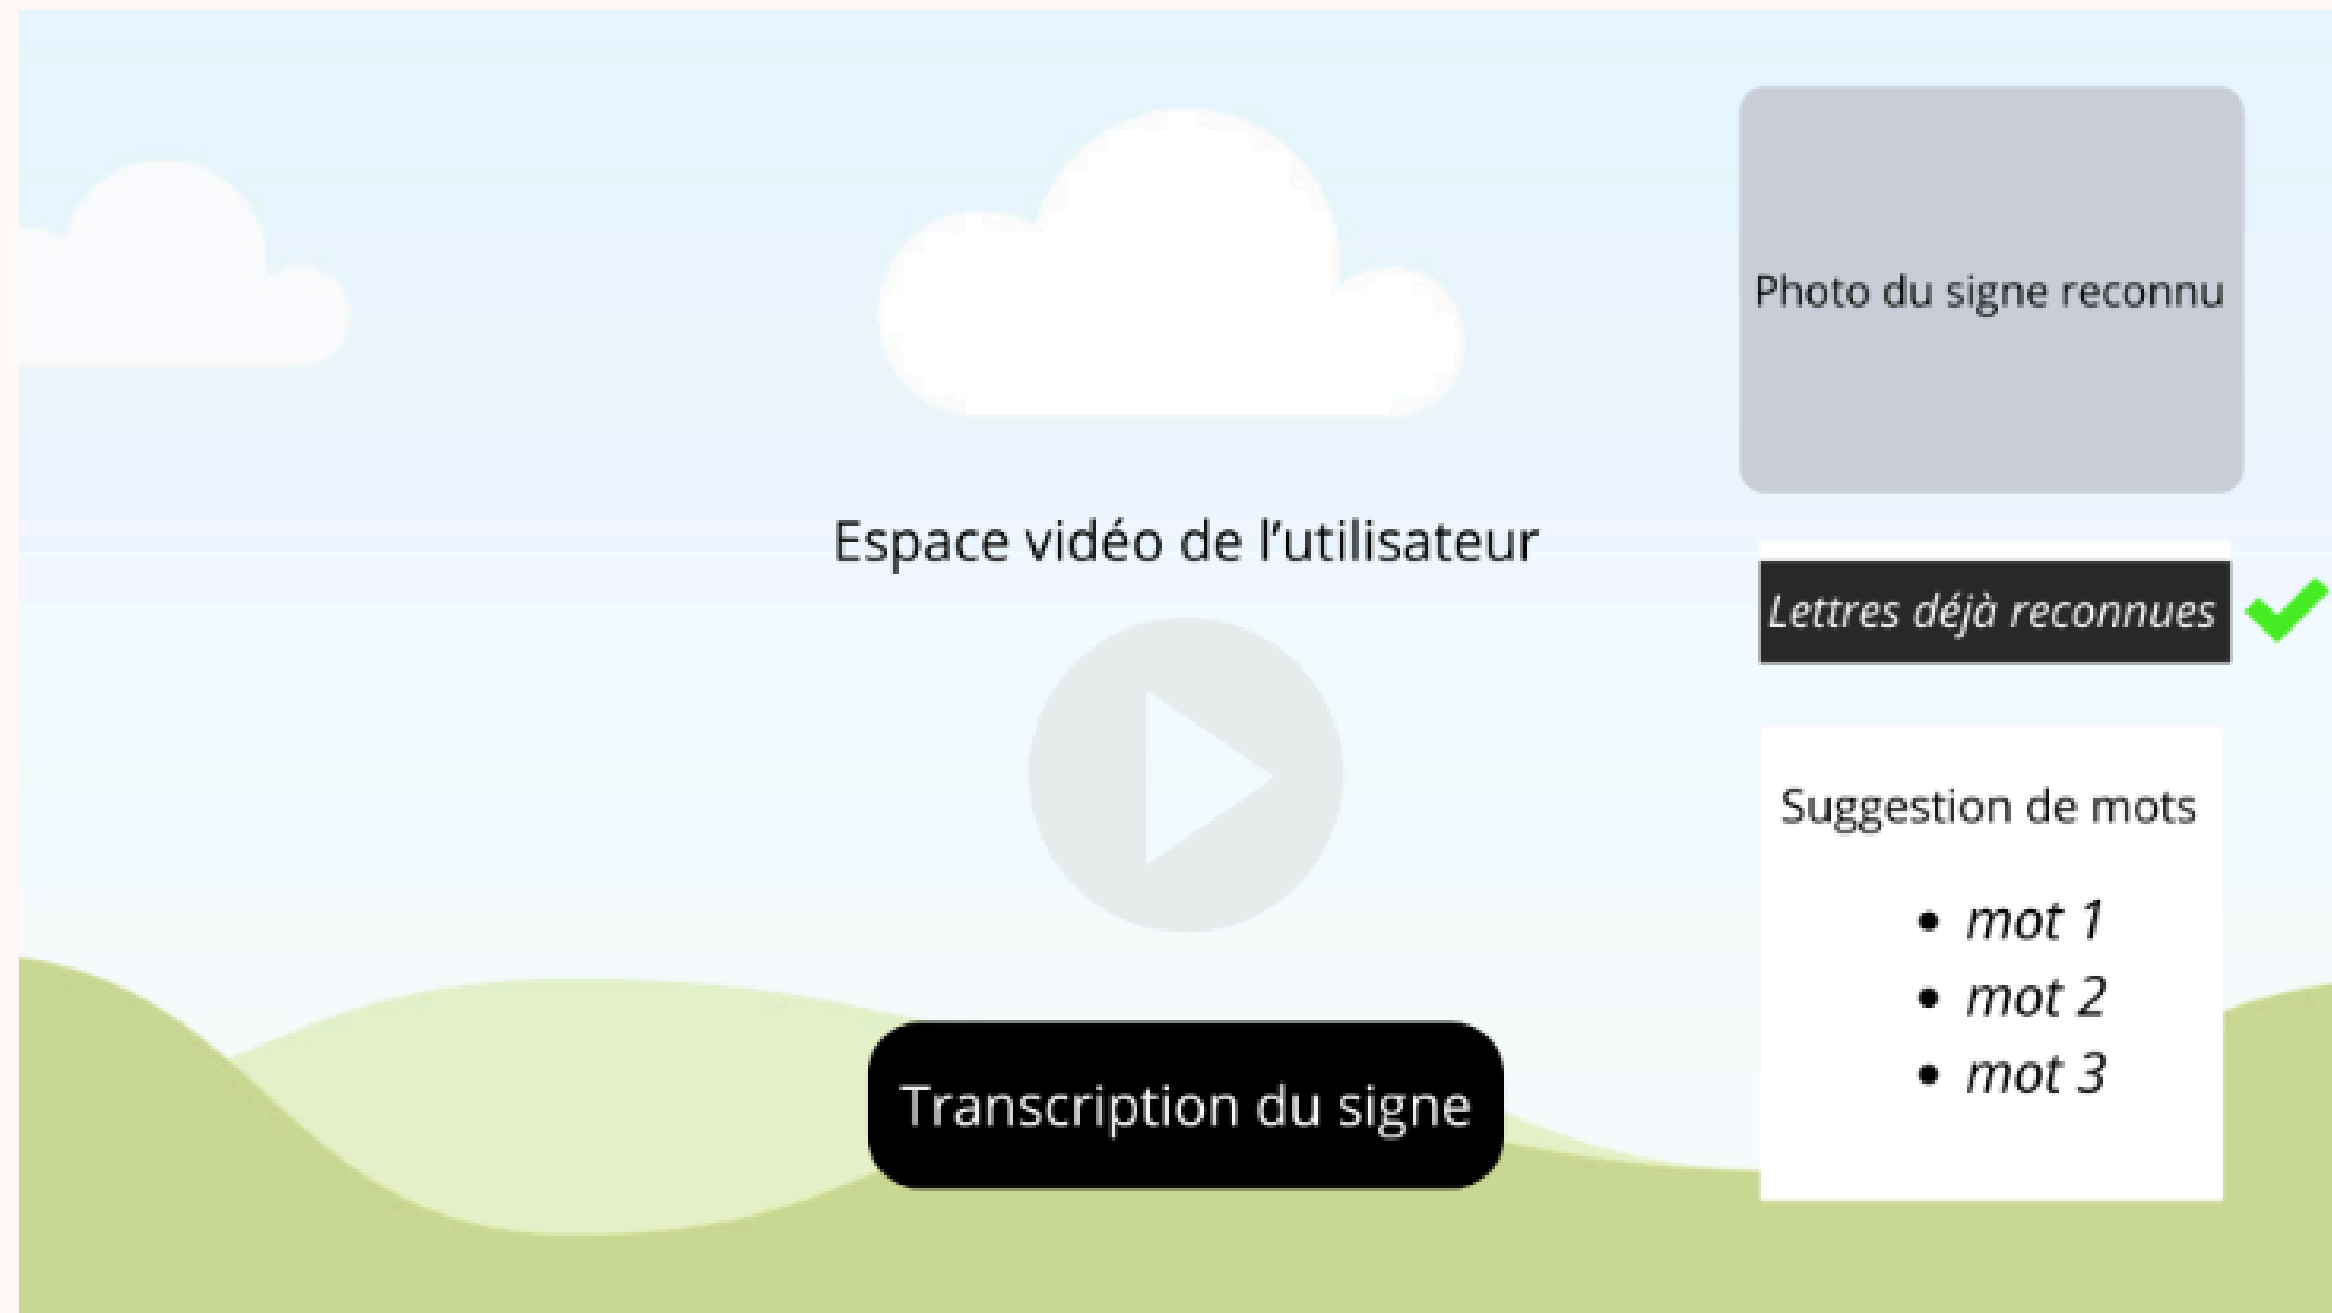 Photo du signe reconnu
Espace vidéo de l’utilisateur
Lettres déjà reconnues
Suggestion de mots
• mot 1
• mot 2
• mot 3
Transcription du signe